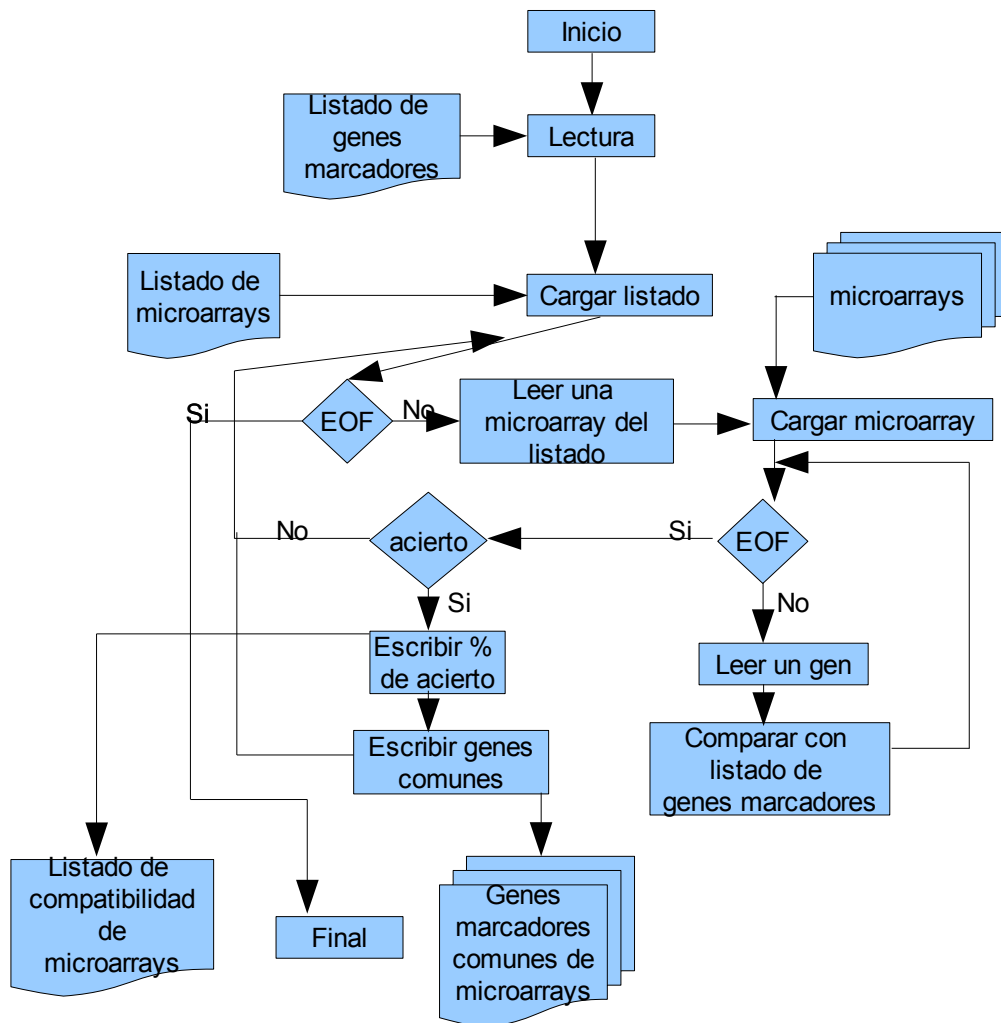 Inicio
Listado de
genes
marcadores
Lectura
Listado de
microarrays
Cargar listado
microarrays
Si
EOF
No
Leer una
microarray del
listado
Cargar microarray
No
acierto
Si
EOF
Si
No
Escribir %
de acierto
Leer un gen
Escribir genes
comunes
Comparar con
listado de
genes marcadores
Listado de
compatibilidad
de
microarrays
Final
Genes
marcadores
comunes de
microarrays